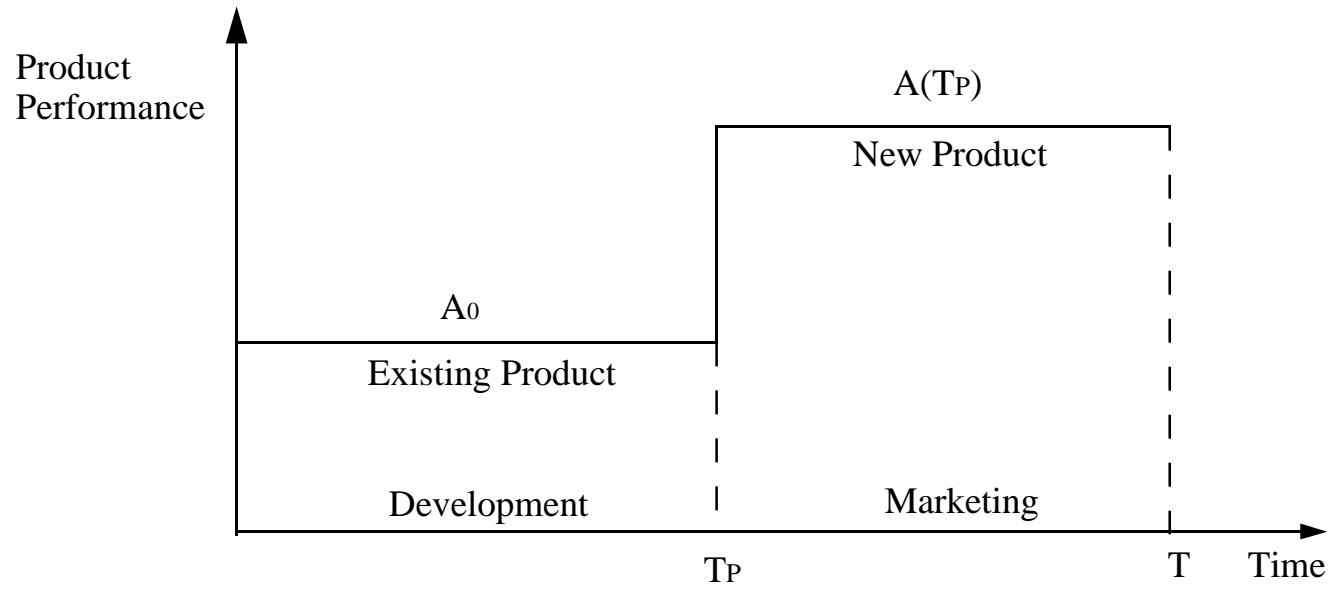 Product
Performance
A(TP)
New Product
A0
Existing Product
Development
Marketing
TP
T
Time